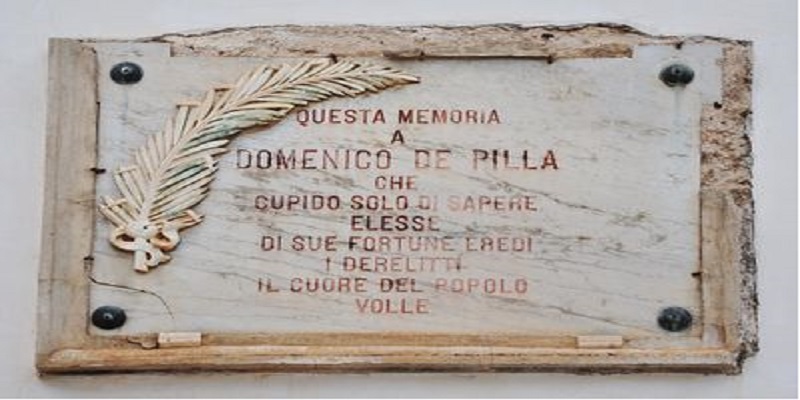 QUESTA MEMORIA
A
DOMENICO DE PILLA
CHE
CUPIDO SOLO DI SAPERE
ELESSE
DI SUE FORTUNE EREDI
I DERELITTI
IL CUORE DEL POPOLO
VOLLE